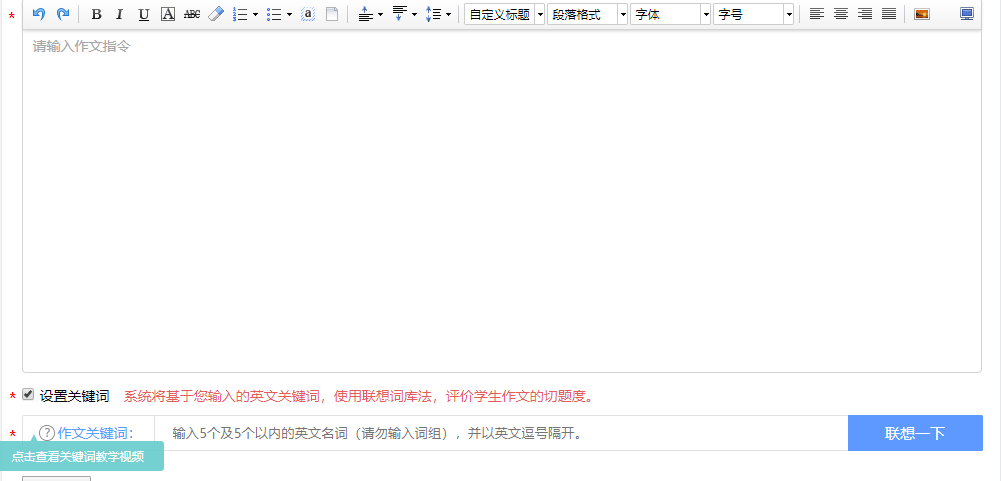 * B I U A ABC a 自定义标题 段落格式 字体 字号
请输入作文指令
* 设置关键词 系统将基于您输入的英文关键词，使用联想词库法，评价学生作文的切题度。
* ? 作文关键词： 输入5个及5个以内的英文名词（请勿输入词组），并以英文逗号隔开。 联想一下
点击查看关键词教学视频